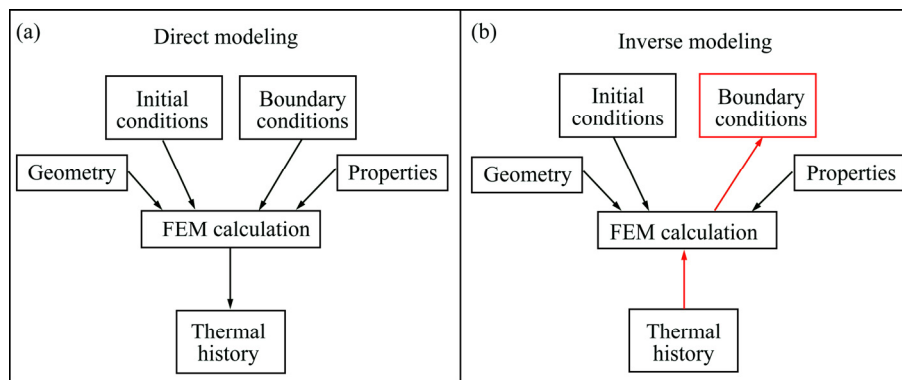 (a)
Direct modeling
Initial
conditions
Boundary
conditions
Geometry
Properties
FEM calculation
Thermal
history
(b)
Inverse modeling
Initial
conditions
Boundary
conditions
Geometry
Properties
FEM calculation
Thermal
history